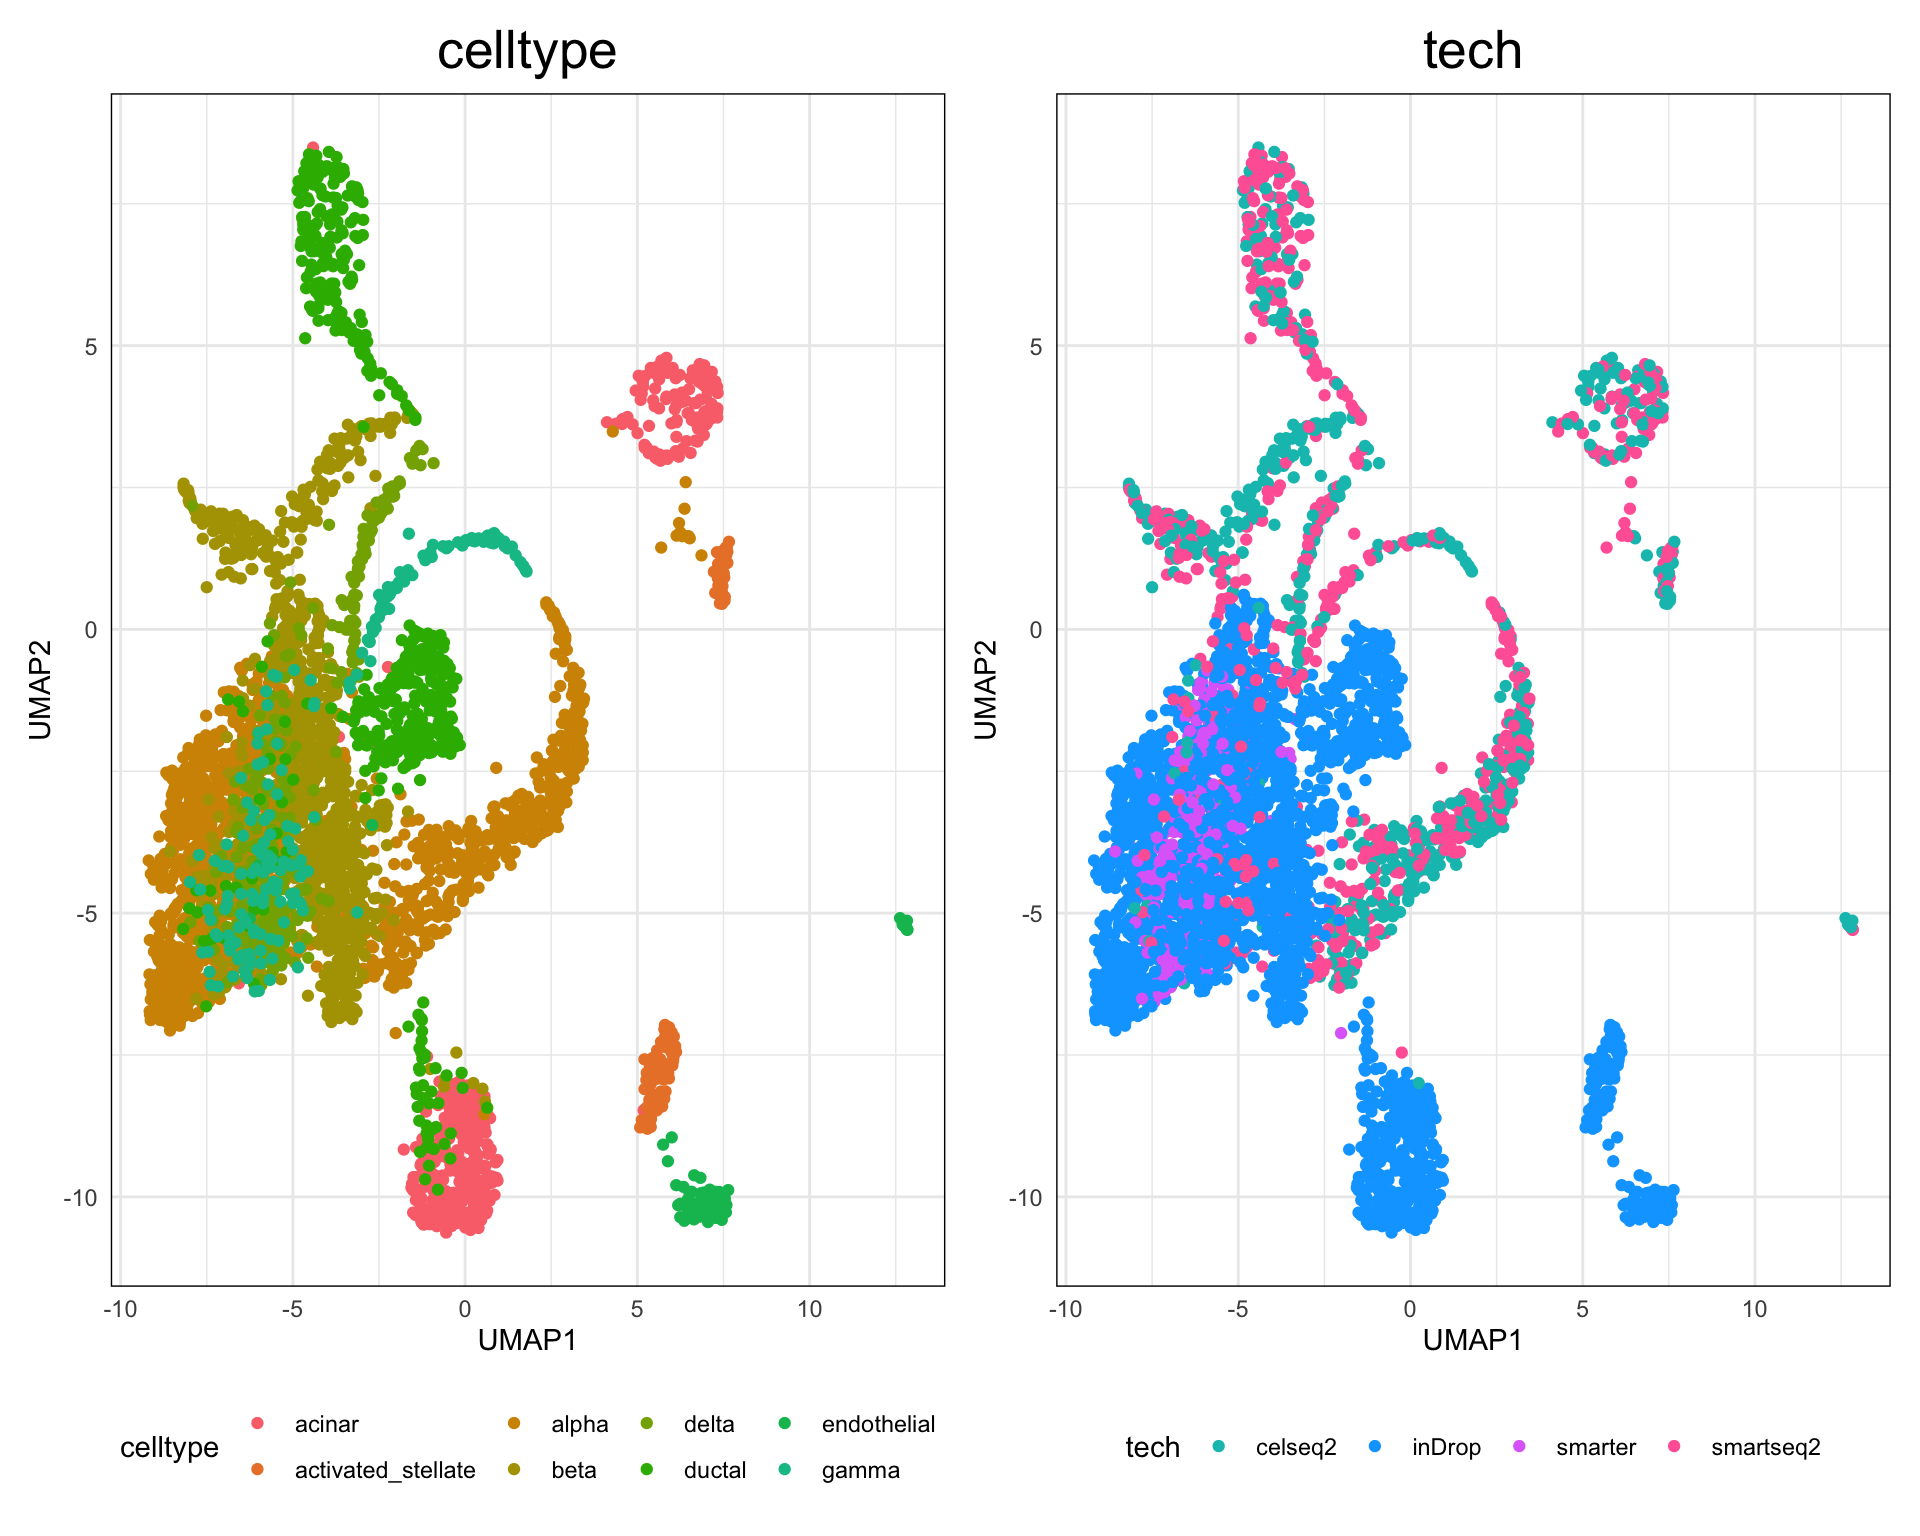 celltype
tech
5
0
-5
-10
UMAP2
-10
-5
0
5
10
UMAP1
5
0
-5
-10
UMAP2
-10
-5
0
5
10
UMAP1
celltype
acinar
alpha
delta
endothelial
activated_stellate
beta
ductal
gamma
tech
celseq2
inDrop
smarter
smartseq2